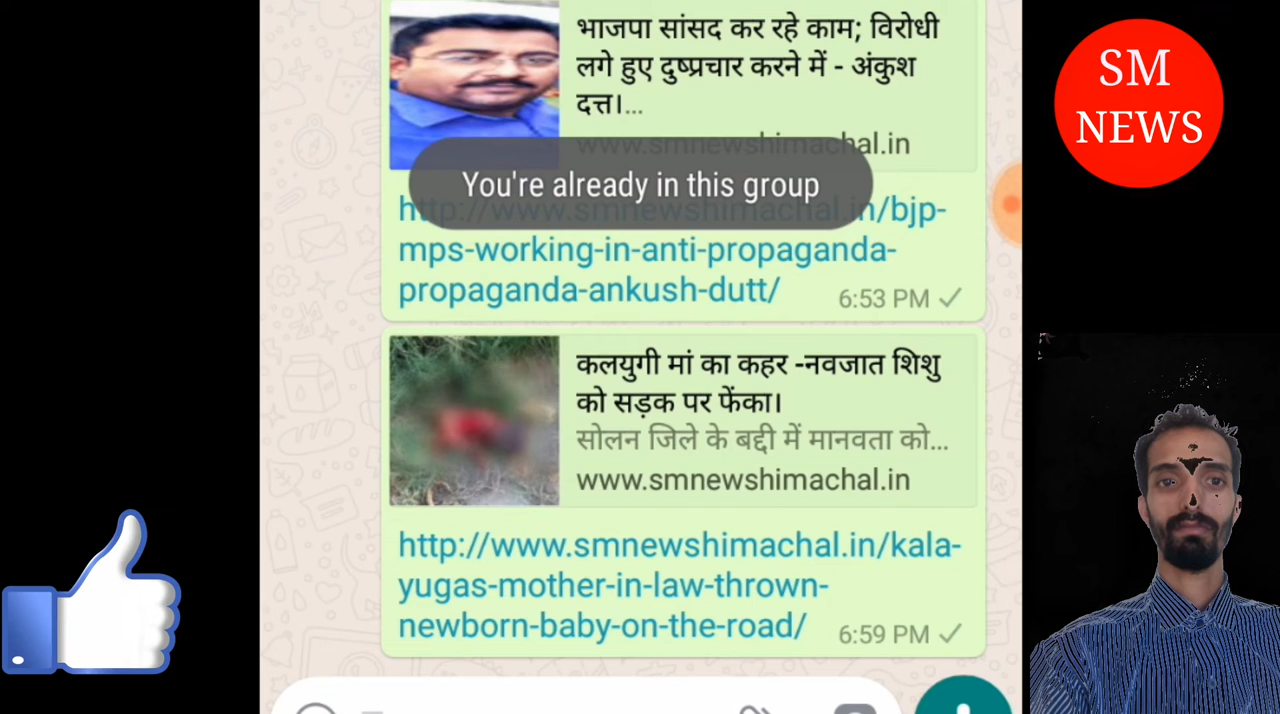 भाजपा सांसद कर रहे काम; विरोधी
लगे हुए दुष्प्रचार करने में - अंकुश
दत्त।...
www.smnewshimachal.in
You're already in this group
http://www.smnewshimachal.in/bjp-
mps-working-in-anti-propaganda-
propaganda-ankush-dutt/
6:53 PM
कलयुगी मां का कहर -नवजात शिशु
को सड़क पर फेंका।
सोलन जिले के बद्दी में मानवता को...
www.smnewshimachal.in
http://www.smnewshimachal.in/kala-
yugas-mother-in-law-thrown-
newborn-baby-on-the-road/
6:59 PM
SM
NEWS